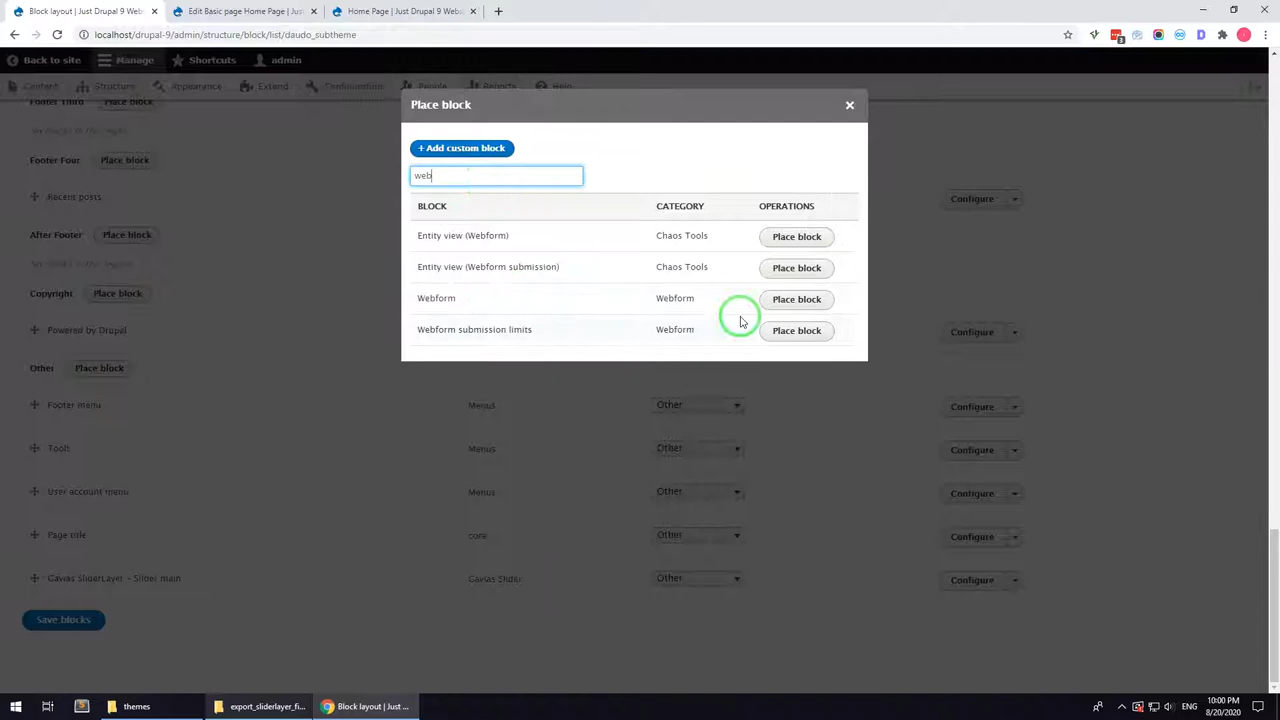 Block layout | Just Drupal 9 Web
Edit Basic page Home Page | Just
Home Page | Just Drupal 9 Websi
localhost/drupal-9/admin/structure/block/list/daudo_subtheme
3
Back to site
Manage
Shortcuts
admin
Content
Structure
Appearance
Extend
Configuration
People
Reports
Help
Footer Third
Place block
Place block
+ Add custom block
web
BLOCK
CATEGORY
OPERATIONS
Entity view (Webform)
Chaos Tools
Place block
Entity view (Webform submission)
Chaos Tools
Place block
Webform
Webform
Place block
Webform submission limits
Webform
Place block
Footer Four
Place block
Recent posts
Configure
After Footer
Place block
Copyright
Place block
Powered by Drupal
Configure
Other
Place block
Footer menu
Menus
Other
Configure
Tools
Menus
Other
Configure
User account menu
Menus
Other
Configure
Page title
core
Other
Configure
Gavias SliderLayer - Slider main
Gavias Slider
Other
Configure
Save blocks
themes
export_sliderlayer_fi...
Block layout | Just ...
ENG
10:00 PM
8/20/2020